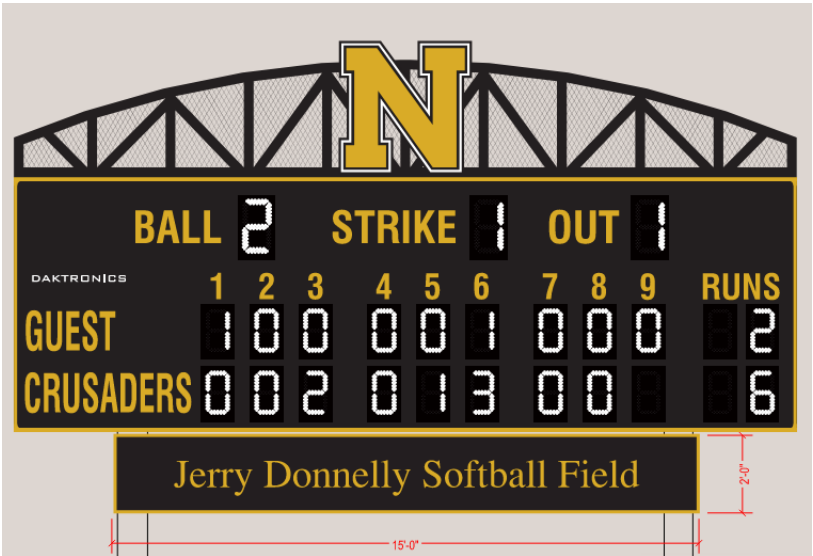 N
BALL 2 STRIKE 1 OUT 1
DAKTRONICS 1 2 3 4 5 6 7 8 9 RUNS
GUEST 1 0 0 0 0 1 0 0 0 2
CRUSADERS 0 0 2 0 1 3 0 0 6
Jerry Donnelly Softball Field
2'-0"
15'-0"